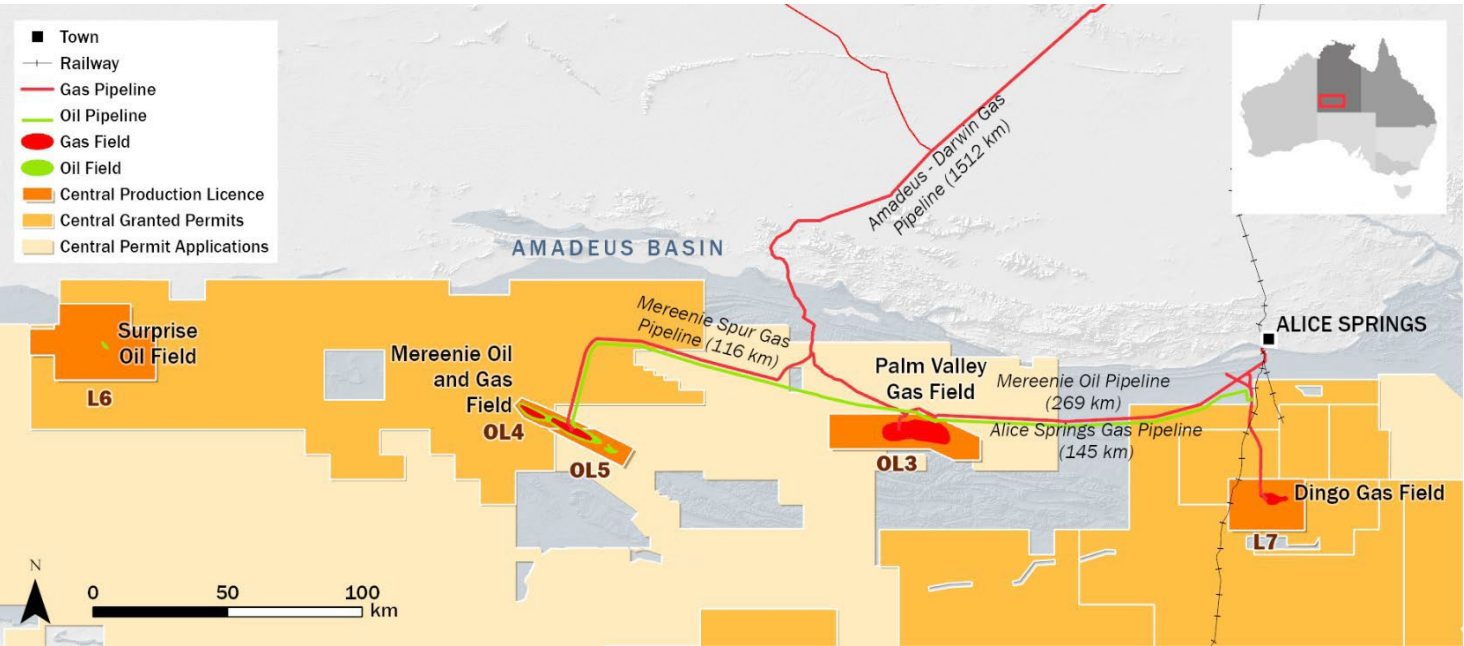 Town
Railway
Gas Pipeline
Oil Pipeline
Gas Field
Oil Field
Central Production Licence
Central Granted Permits
Central Permit Applications
AMADEUS BASIN
Amadeus - Darwin Gas
Pipeline (1512 km)
Surprise
Oil Field
L6
Mereenie Oil
and Gas
Field
OL4
OL5
Mereenie Spur Gas
Pipeline (116 km)
Palm Valley
Gas Field
OL3
Mereenie Oil Pipeline
(269 km)
Alice Springs Gas Pipeline
(145 km)
ALICE SPRINGS
Dingo Gas Field
L7
N
0 50 100
km